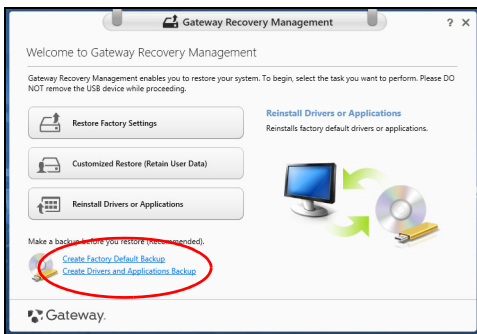 Gateway Recovery Management
? X
Welcome to Gateway Recovery Management
Gateway Recovery Management enables you to restore your system. To begin, select the task you want to perform. Please DO
NOT remove the USB device while proceeding.
Restore Factory Settings
Customized Restore (Retain User Data)
Reinstall Drivers or Applications
Reinstall Drivers or Applications
Reinstalls factory default drivers or applications.
Make a backup before you restore (Recommended).
Create Factory Default Backup
Create Drivers and Applications Backup
Gateway.